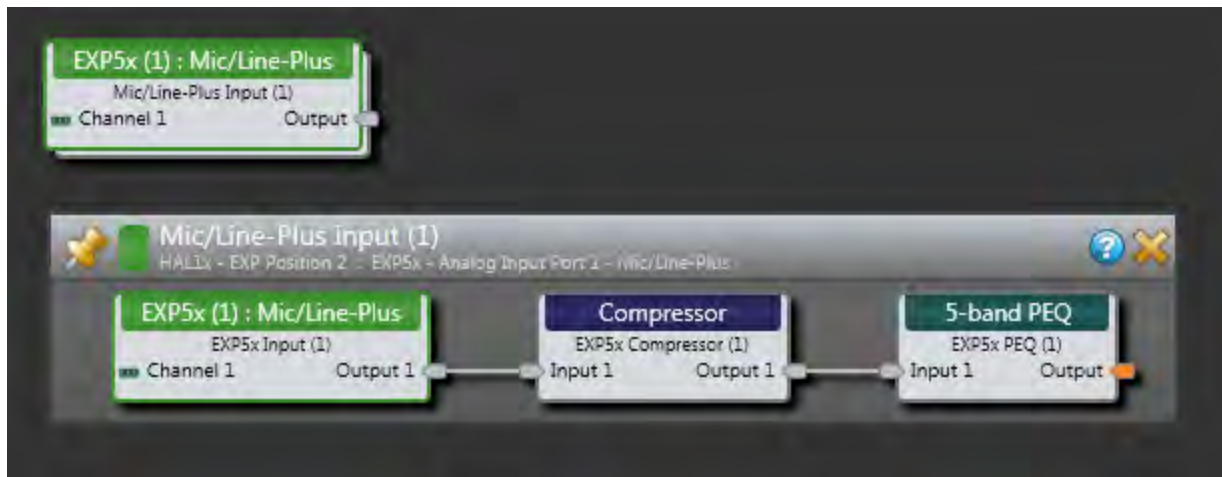 EXP5x (1) : Mic/Line-Plus
Mic/Line-Plus Input (1)
Channel 1 Output
Mic/Line-Plus Input (1)
HAL1x - EXP Position 2 : EXP5x - Analog Input Port 1 - Mic/Line-Plus
EXP5x (1) : Mic/Line-Plus
EXP5x Input (1)
Channel 1 Output 1
Compressor
EXP5x Compressor (1)
Input 1 Output 1
5-band PEQ
EXP5x PEQ (1)
Input 1 Output